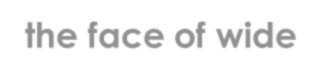 the face of wide